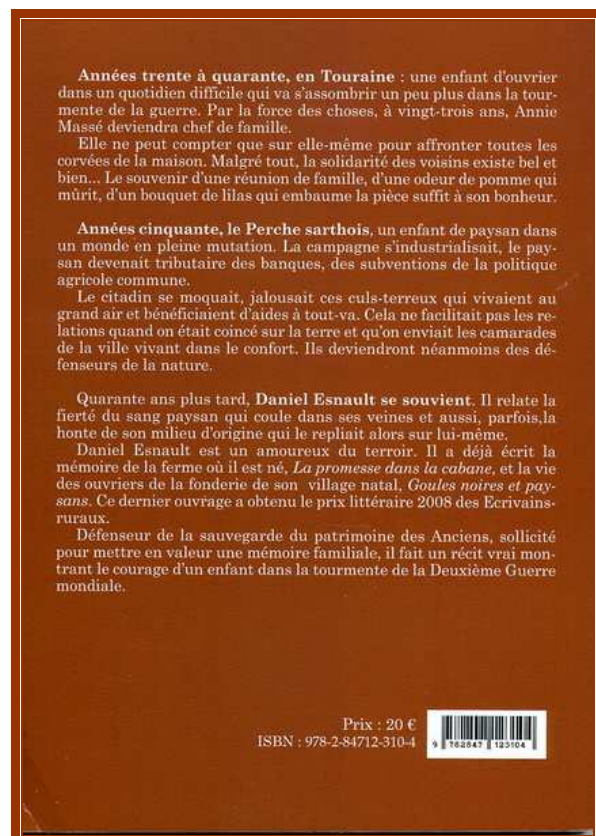 Années trente à quarante, en Touraine : une enfant d'ouvrier
dans un quotidien difficile qui va s'assombrir un peu plus dans la tour-
mente de la guerre. Par la force des choses, à vingt-trois ans, Annie
Massé deviendra chef de famille.
Elle ne peut compter que sur elle-même pour affronter toutes les
corvées de la maison. Malgré tout, la solidarité des voisins existe bel et
bien... Le souvenir d'une réunion de famille, d'une odeur de pomme qui
mûrit, d'un bouquet de lilas qui embaume la pièce suffit à son bonheur.
Années cinquante, le Perche sarthois, un enfant de paysan dans
un monde en pleine mutation. La campagne s'industrialisait, le pay-
san devenait tributaire des banques, des subventions de la politique
agricole commune.
Le citadin se moquait, jalousait ces culs-terreux qui vivaient au
grand air et bénéficiaient d'aides à tout-va. Cela ne facilitait pas les re-
lations quand on était coincé sur la terre et qu'on enviait les camarades
de la ville vivant dans le confort. Ils deviendront néanmoins des dé-
fenseurs de la nature.
Quarante ans plus tard, Daniel Esnault se souvient. Il relate la
fierté du sang paysan qui coule dans ses veines et aussi, parfois,la
honte de son milieu d'origine qui le repliait alors sur lui-même.
Daniel Esnault est un amoureux du terroir. Il a déjà écrit la
mémoire de la ferme où il est né, La promesse dans la cabane, et la vie
des ouvriers de la fonderie de son village natal, Goules noires et pay-
sans. Ce dernier ouvrage a obtenu le prix littéraire 2008 des Ecrivains-
ruraux.
Défenseur de la sauvegarde du patrimoine des Anciens, sollicité
pour mettre en valeur une mémoire familiale, il fait un récit vrai mon-
trant le courage d'un enfant dans la tourmente de la Deuxième Guerre
mondiale.
Prix : 20 €
ISBN : 978-2-84712-310-4
9 782847 123104